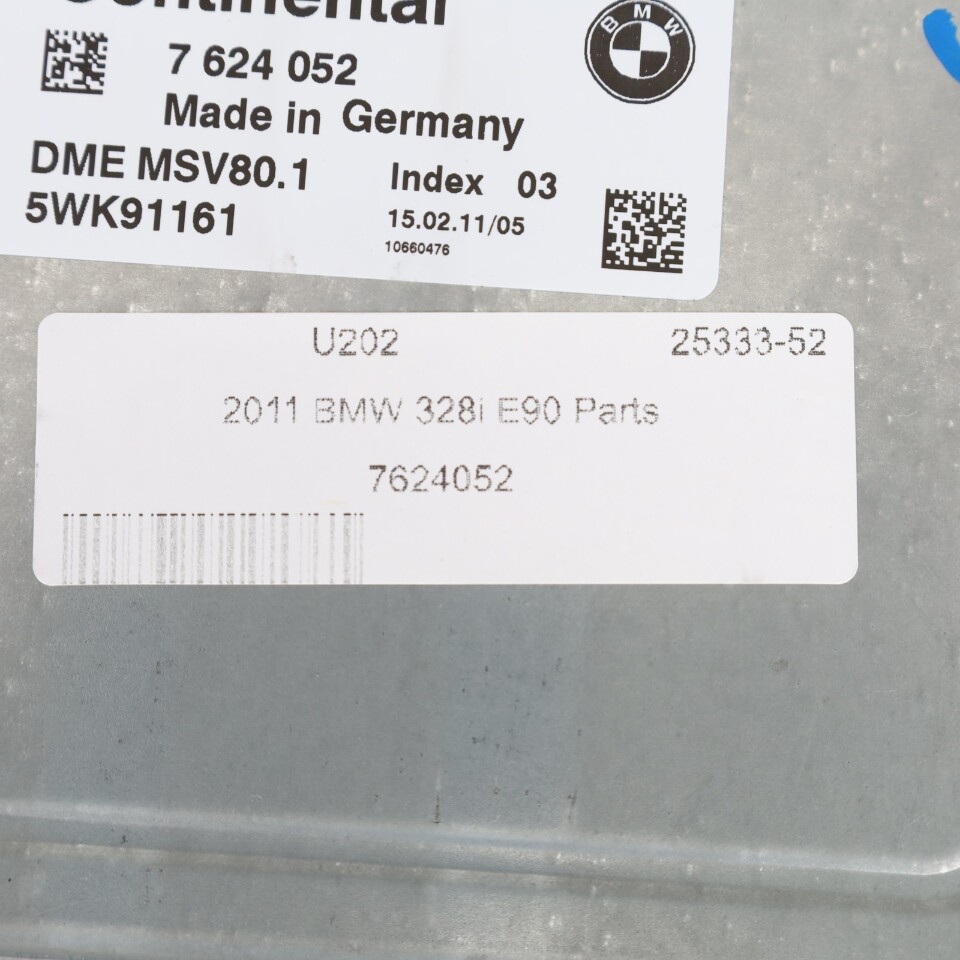 Continental
BMW
7 624 052
Made in Germany
DME MSV80.1
Index 03
5WK91161
15.02.11/05
10660476
U202
25333-52
2011 BMW 328i E90 Parts
7624052